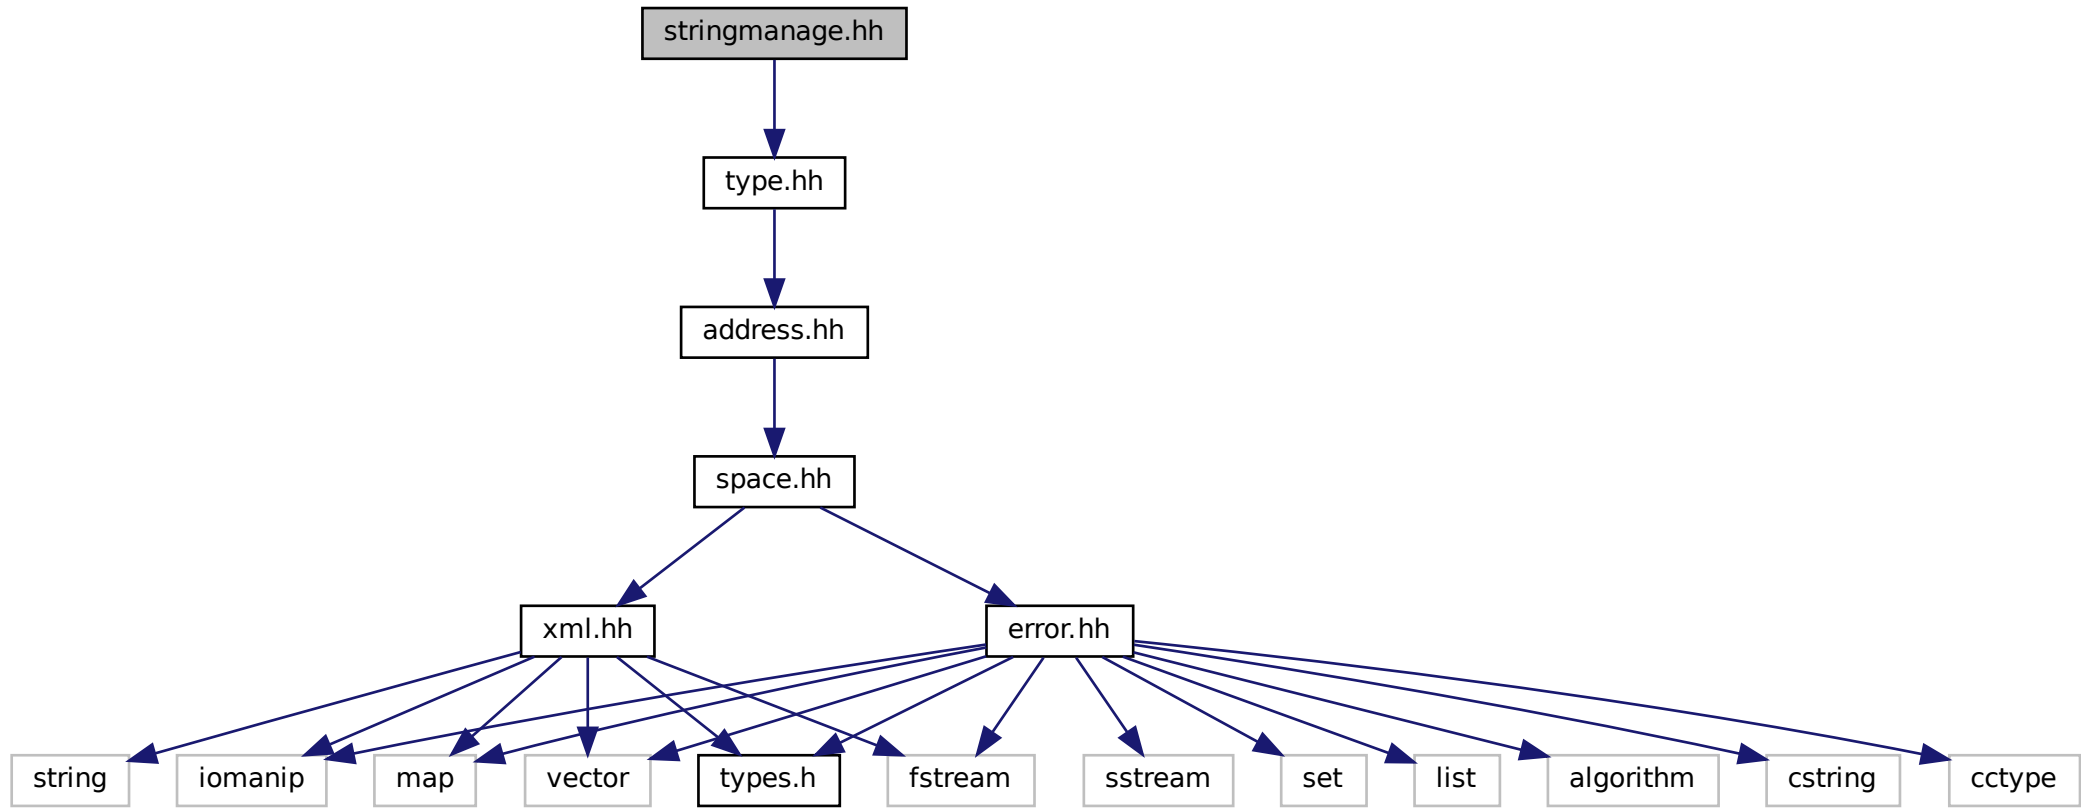 stringmanage.hh
type.hh
address.hh
space.hh
xml.hh
error.hh
string
iomanip
map
vector
types.h
fstream
sstream
set
list
algorithm
cstring
cctype